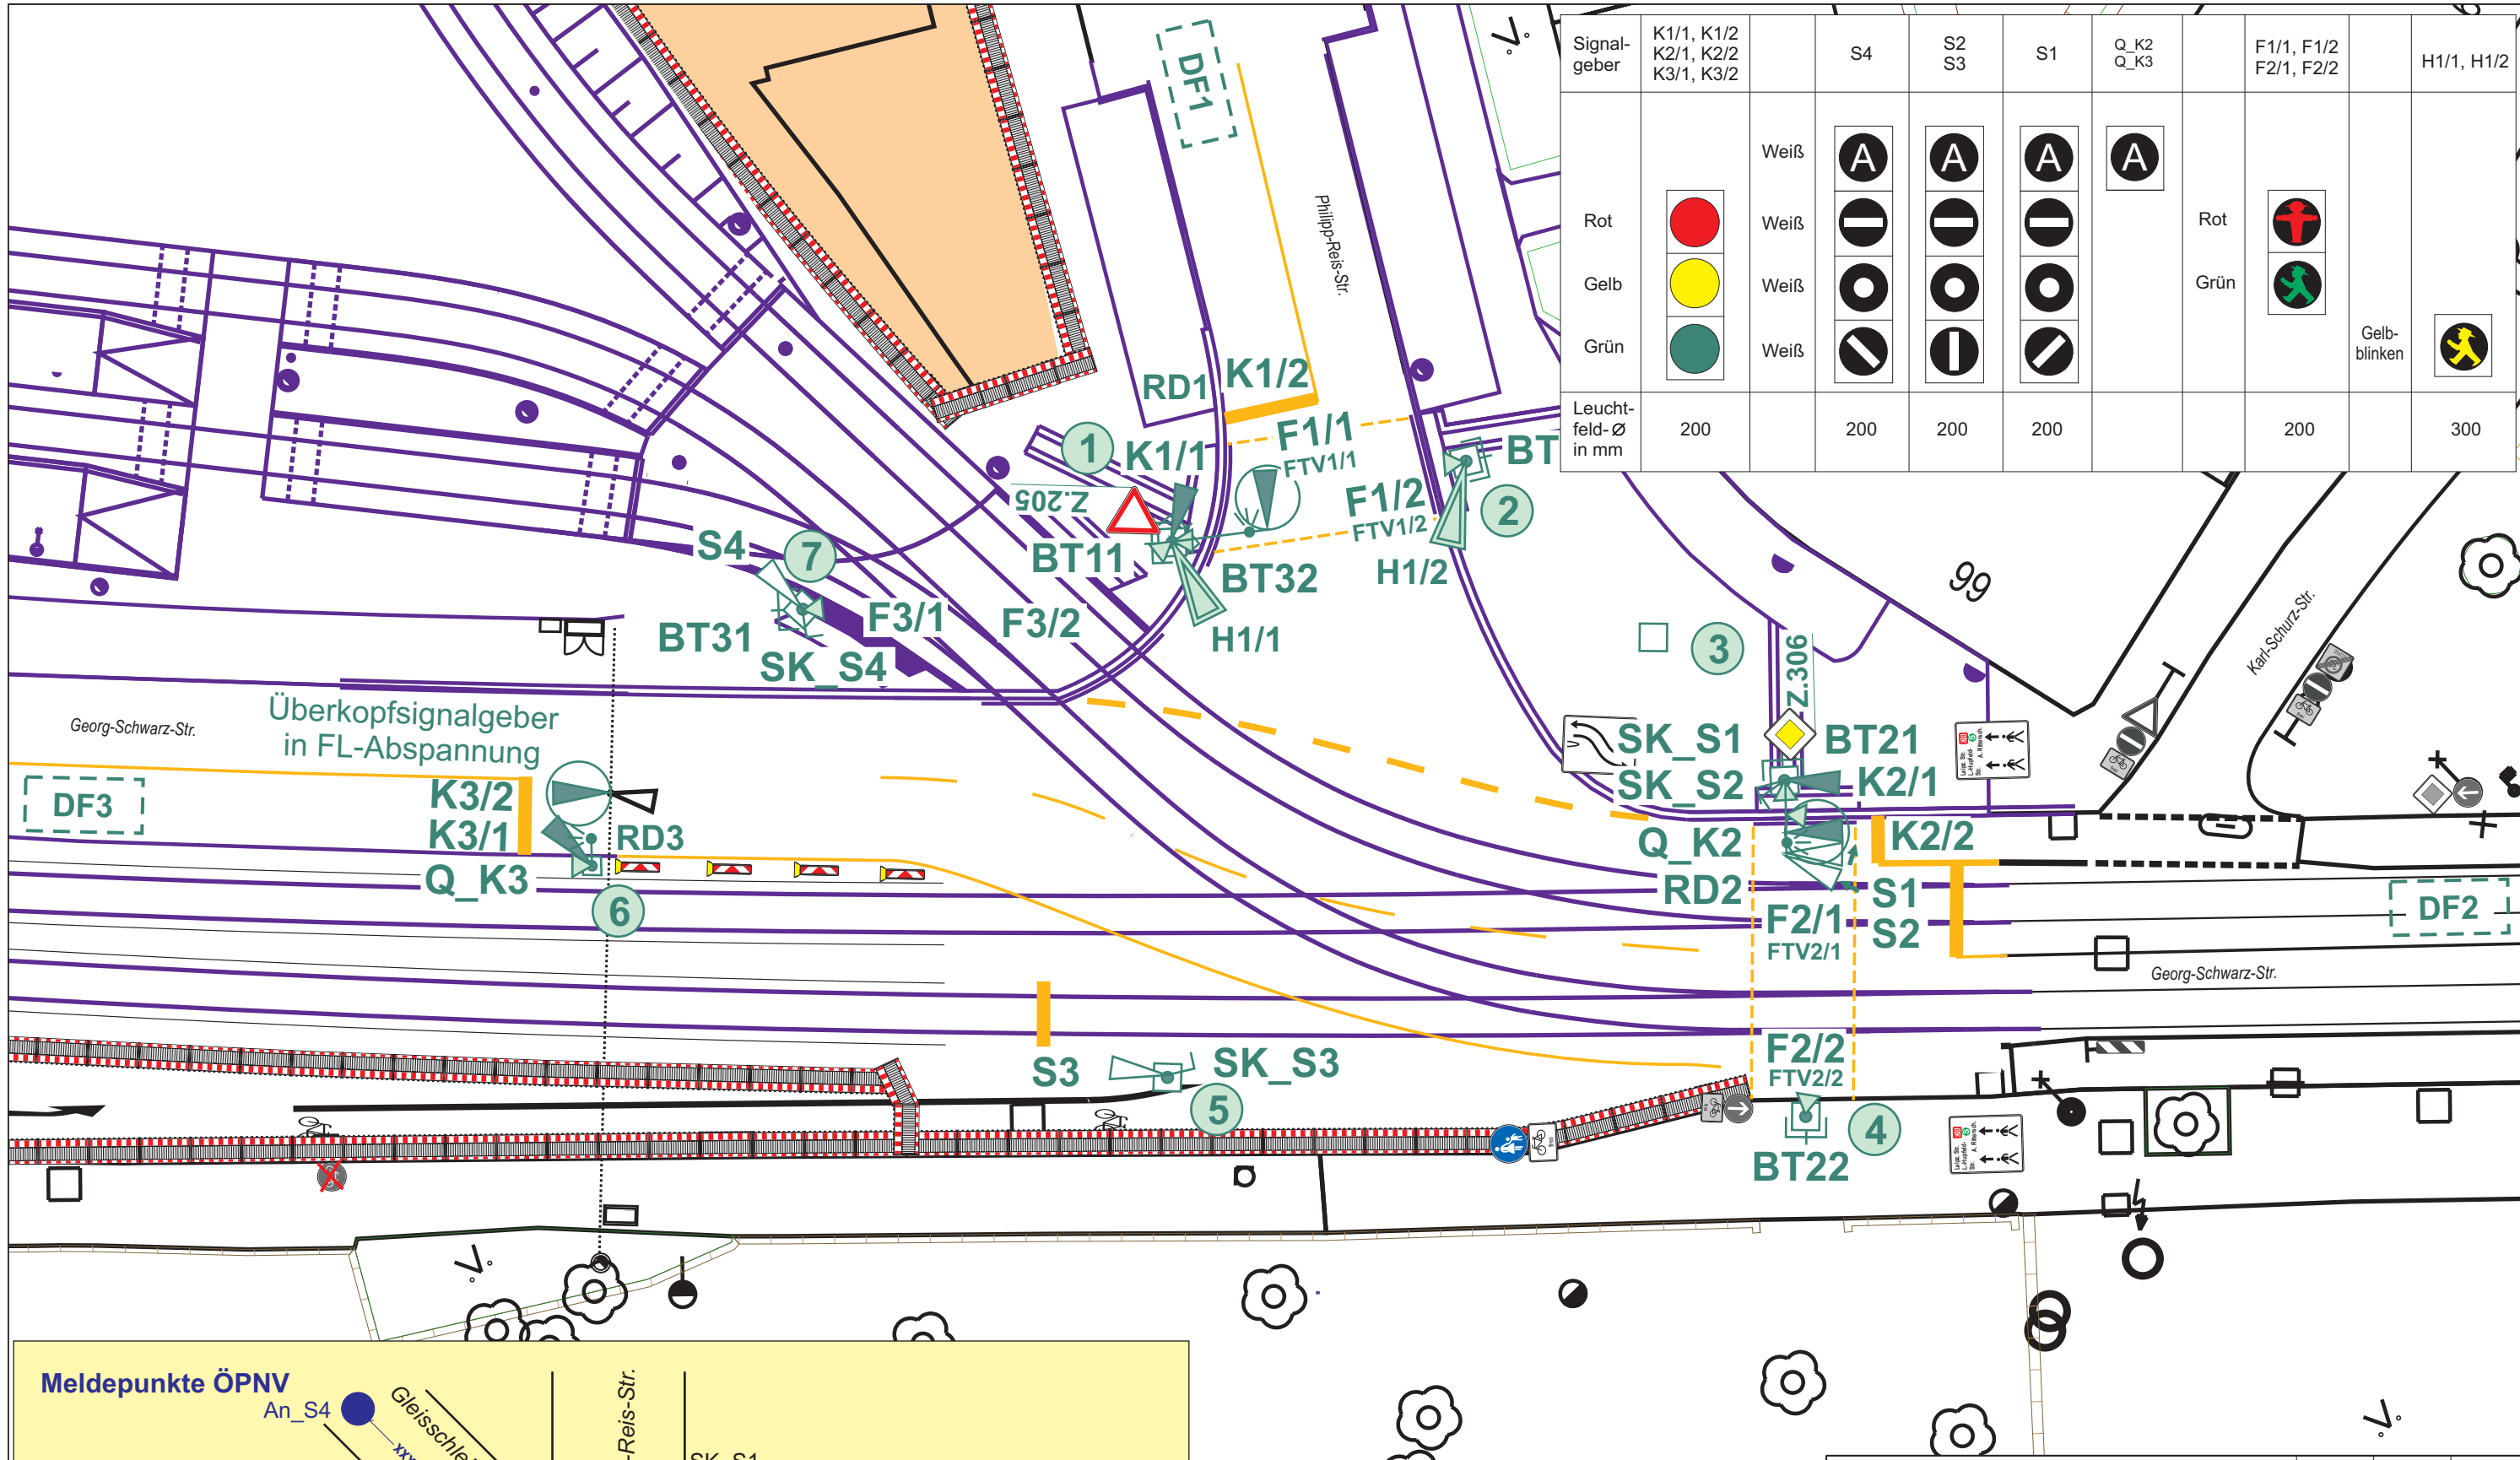 Signal-
geber
K1/1, K1/2
K2/1, K2/2
K3/1, K3/2
S4
S2
S3
S1
Q_K2
Q_K3
F1/1, F1/2
F2/1, F2/2
H1/1, H1/2
Weiß
A
A
A
A
Rot
Weiß
Rot
Gelb
Weiß
Grün
Grün
Weiß
Gelb-
blinken
Leucht-
feld-Ø
in mm
200
200
200
200
200
300
DF1
Philipp-Reis-Str.
RD1
K1/2
1
K1/1
F1/1
FTV1/1
BT
Z.205
F1/2
FTV1/2
2
S4
7
BT11
BT32
H1/2
99
F3/1
F3/2
BT31
H1/1
SK_S4
3
Z.306
Karl-Schurz-Str.
Georg-Schwarz-Str.
Überkopfsignalgeber
in FL-Abspannung
SK_S1
BT21
SK_S2
K2/1
DF3
K3/2
K3/1
RD3
Q_K3
6
Q_K2
K2/2
RD2
S1
F2/1
S2
FTV2/1
DF2
Georg-Schwarz-Str.
S3
SK_S3
5
F2/2
FTV2/2
4
BT22
frei
Meldepunkte ÖPNV
An_S4
Gleisschle
xxx
-Reis-Str.
SK_S1